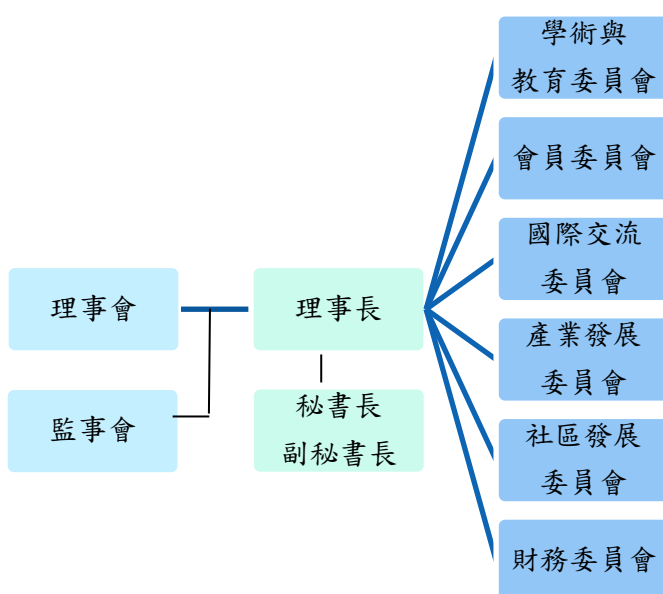 理事會
監事會
理事長
秘書長
副秘書長
學術與
教育委員會
會員委員會
國際交流
委員會
產業發展
委員會
社區發展
委員會
財務委員會